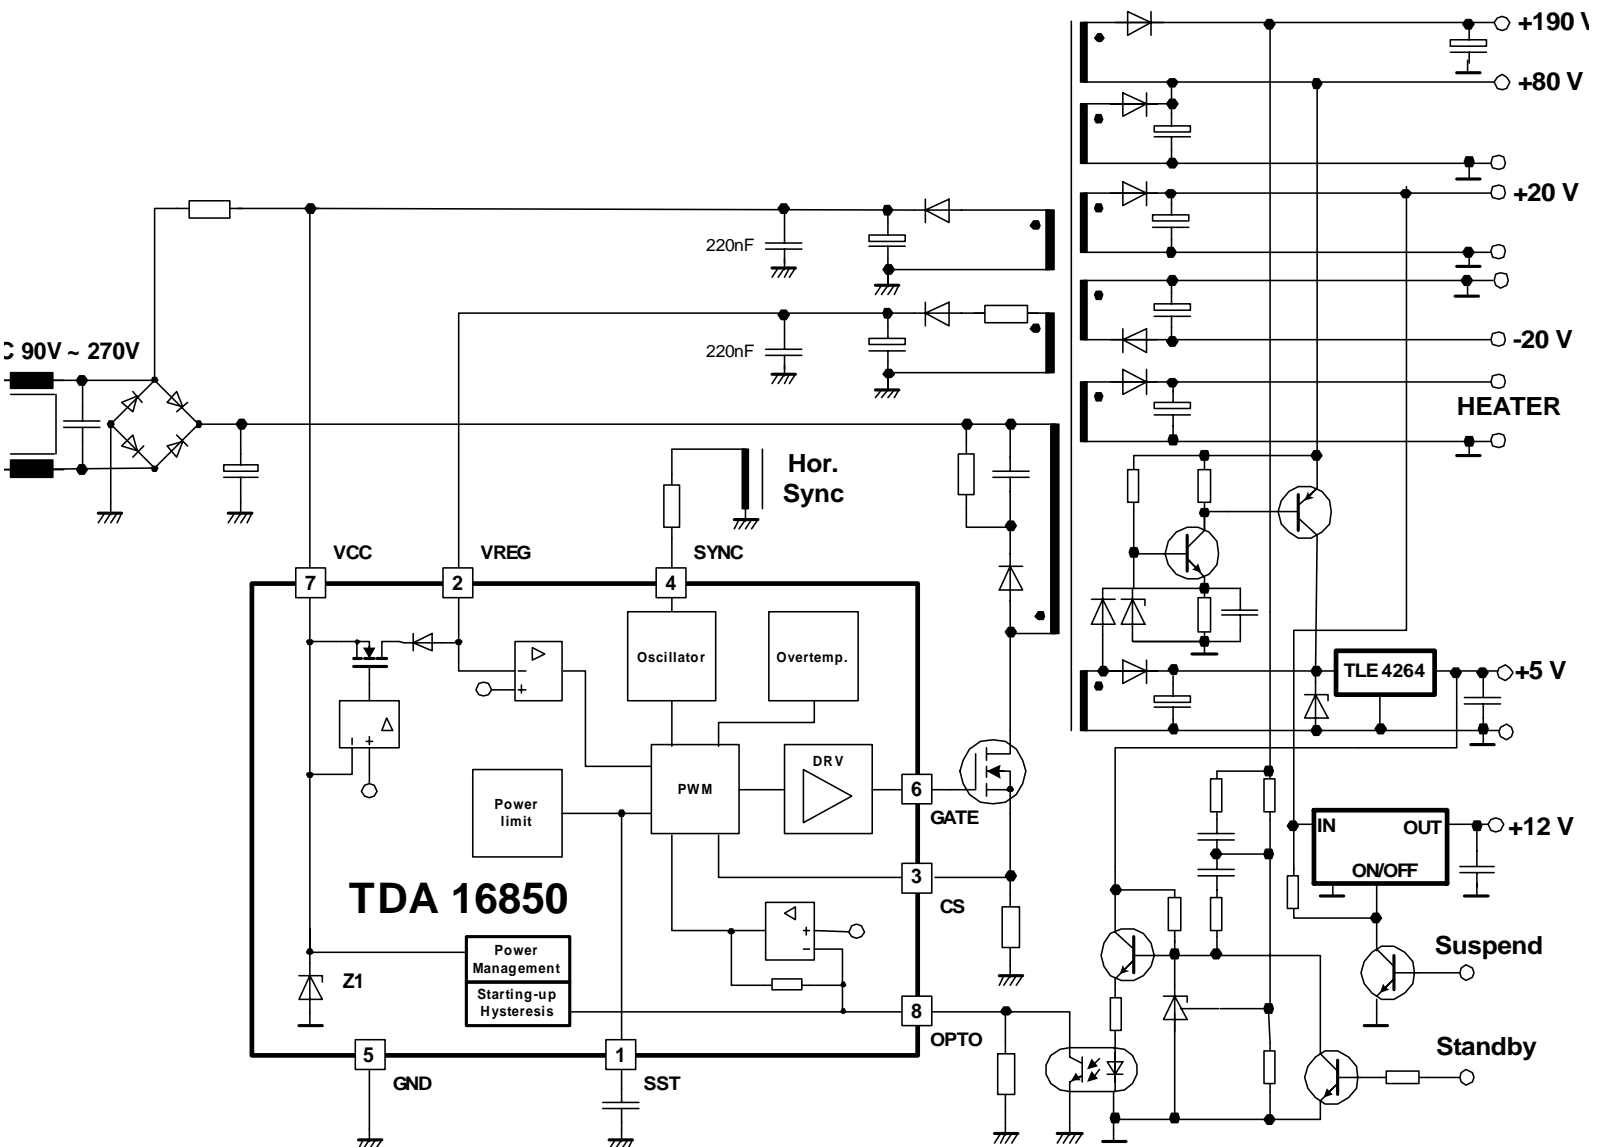 +190 V
+80 V
+20 V
220nF
-20 V
220nF
C 90V ~ 270V
HEATER
Hor.
Sync
VCC
VREG
SYNC
7
2
4
Oscillator
Overtemp.
-
+
TLE 4264
+5 V
-
+
DRV
PWM
Power
limit
6
GATE
IN
OUT
+12 V
ON/OFF
3
CS
TDA 16850
+
-
Power
Management
Suspend
Z1
Starting-up
Hysteresis
8
OPTO
Standby
5
GND
1
SST